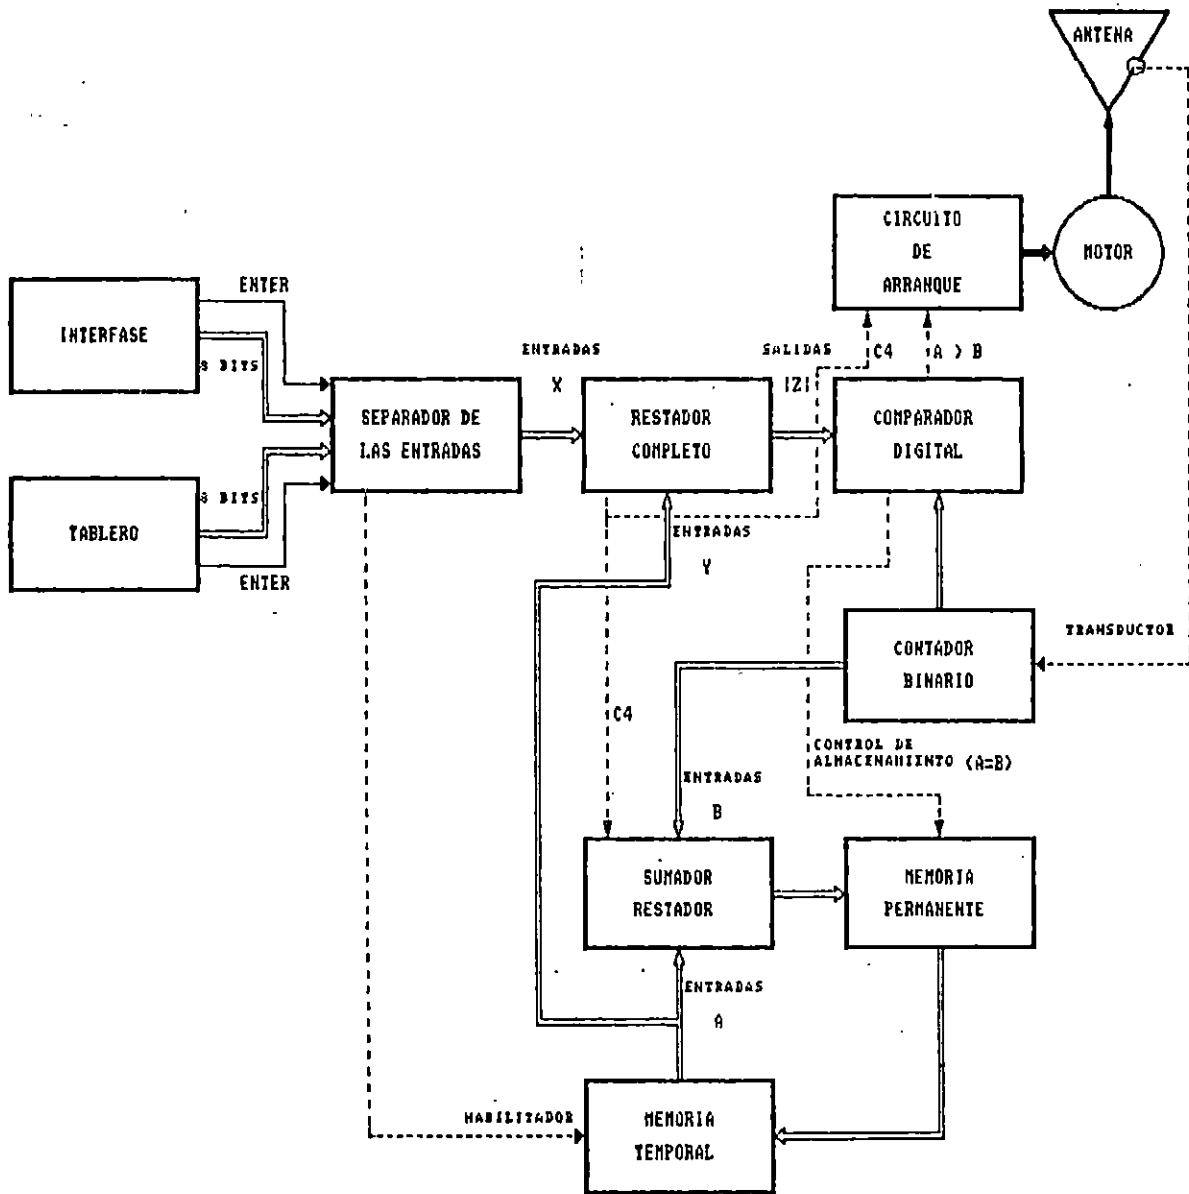 ANTENA
CIRCUITO
DE
ARRANQUE
MOTOR
ENTER
INTERFASE
8 BITS
ENTRADAS
X
SALIDAS
|Z|
C4
A > B
SEPARADOR DE
LAS ENTRADAS
RESTADOR
COMPLETO
COMPARADOR
DIGITAL
8 BITS
TABLERO
ENTER
ENTRADAS
Y
CONTADOR
BINARIO
TRANSDUCTOR
C4
CONTROL DE
ALMACENAMIENTO (A=B)
ENTRADAS
B
SUMADOR
RESTADOR
MEMORIA
PERMANENTE
ENTRADAS
A
HABILITADOR
MEMORIA
TEMPORAL